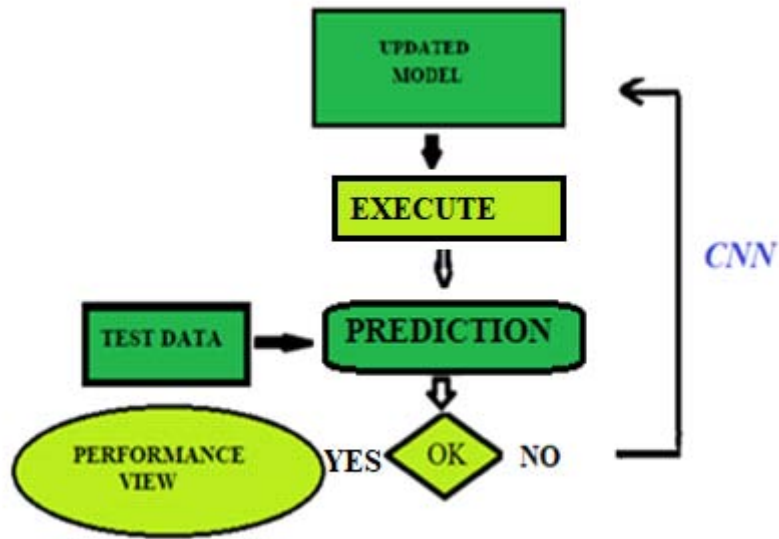 UPDATED
MODEL
EXECUTE
CNN
PREDICTION
TEST DATA
PERFORMANCE
VIEW
YES
OK
NO